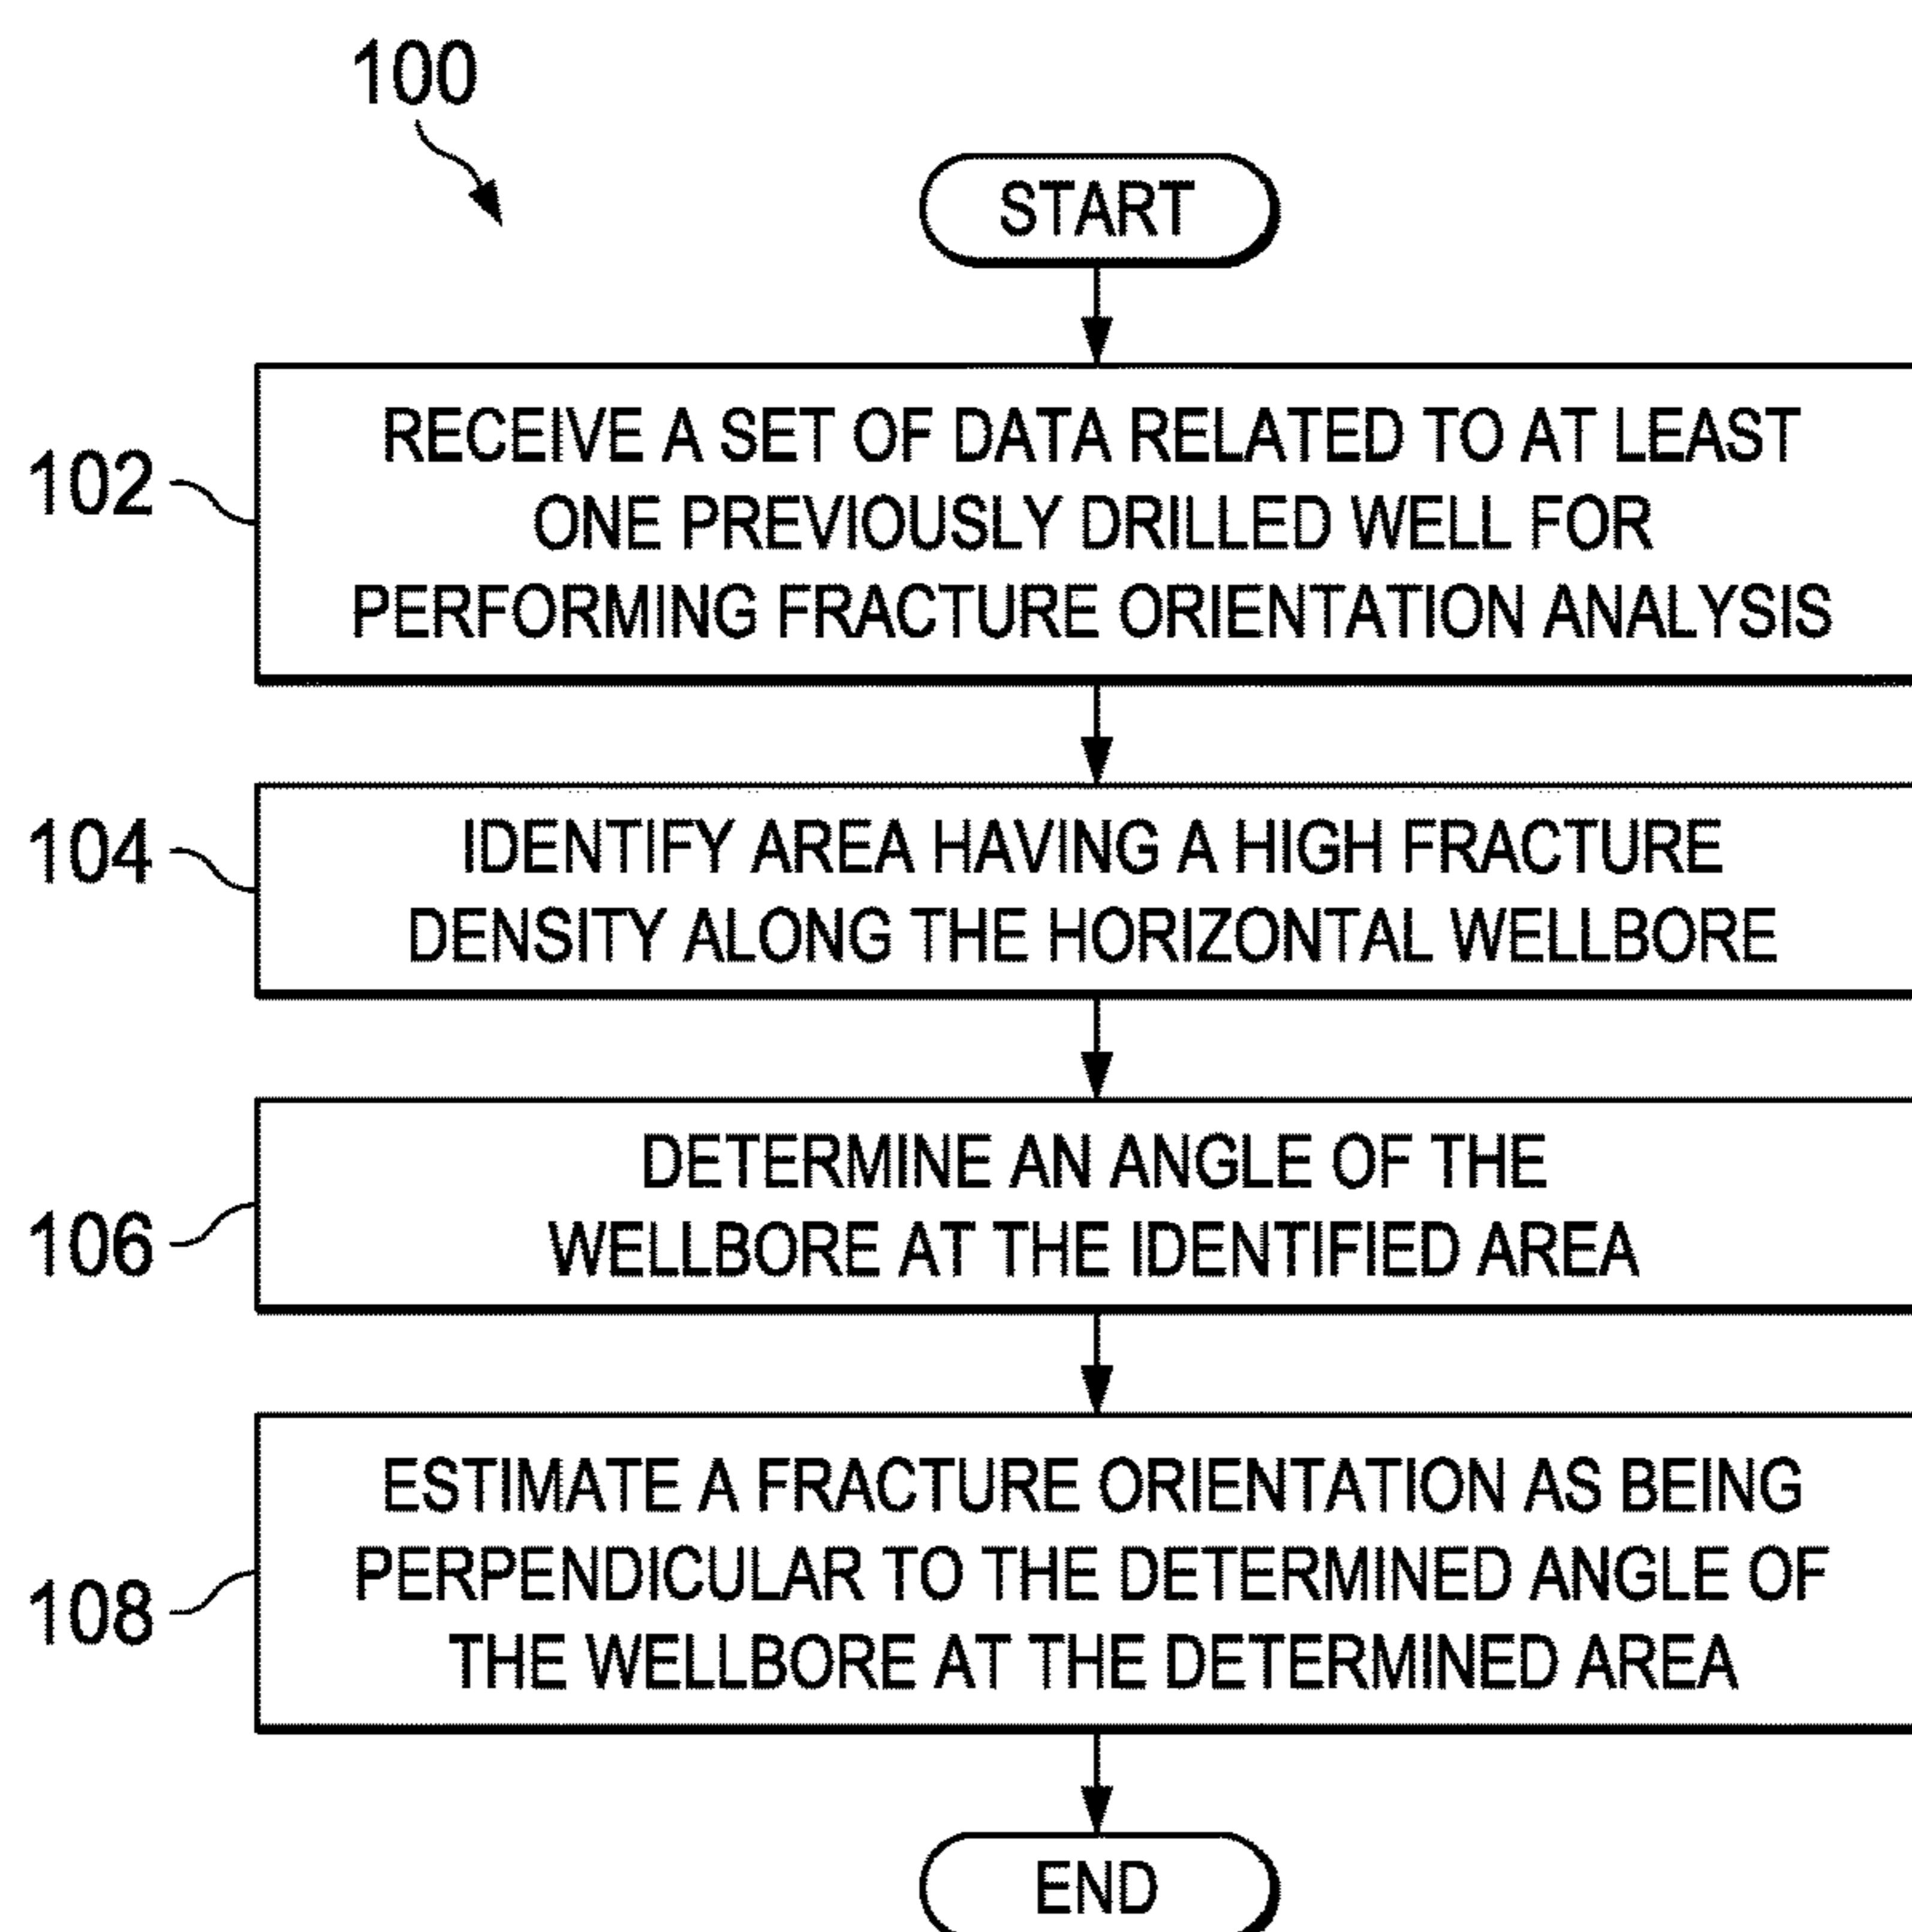 100
START
102
RECEIVE A SET OF DATA RELATED TO AT LEAST
ONE PREVIOUSLY DRILLED WELL FOR
PERFORMING FRACTURE ORIENTATION ANALYSIS
104
IDENTIFY AREA HAVING A HIGH FRACTURE
DENSITY ALONG THE HORIZONTAL WELLBORE
106
DETERMINE AN ANGLE OF THE
WELLBORE AT THE IDENTIFIED AREA
108
ESTIMATE A FRACTURE ORIENTATION AS BEING
PERPENDICULAR TO THE DETERMINED ANGLE OF
THE WELLBORE AT THE DETERMINED AREA
END